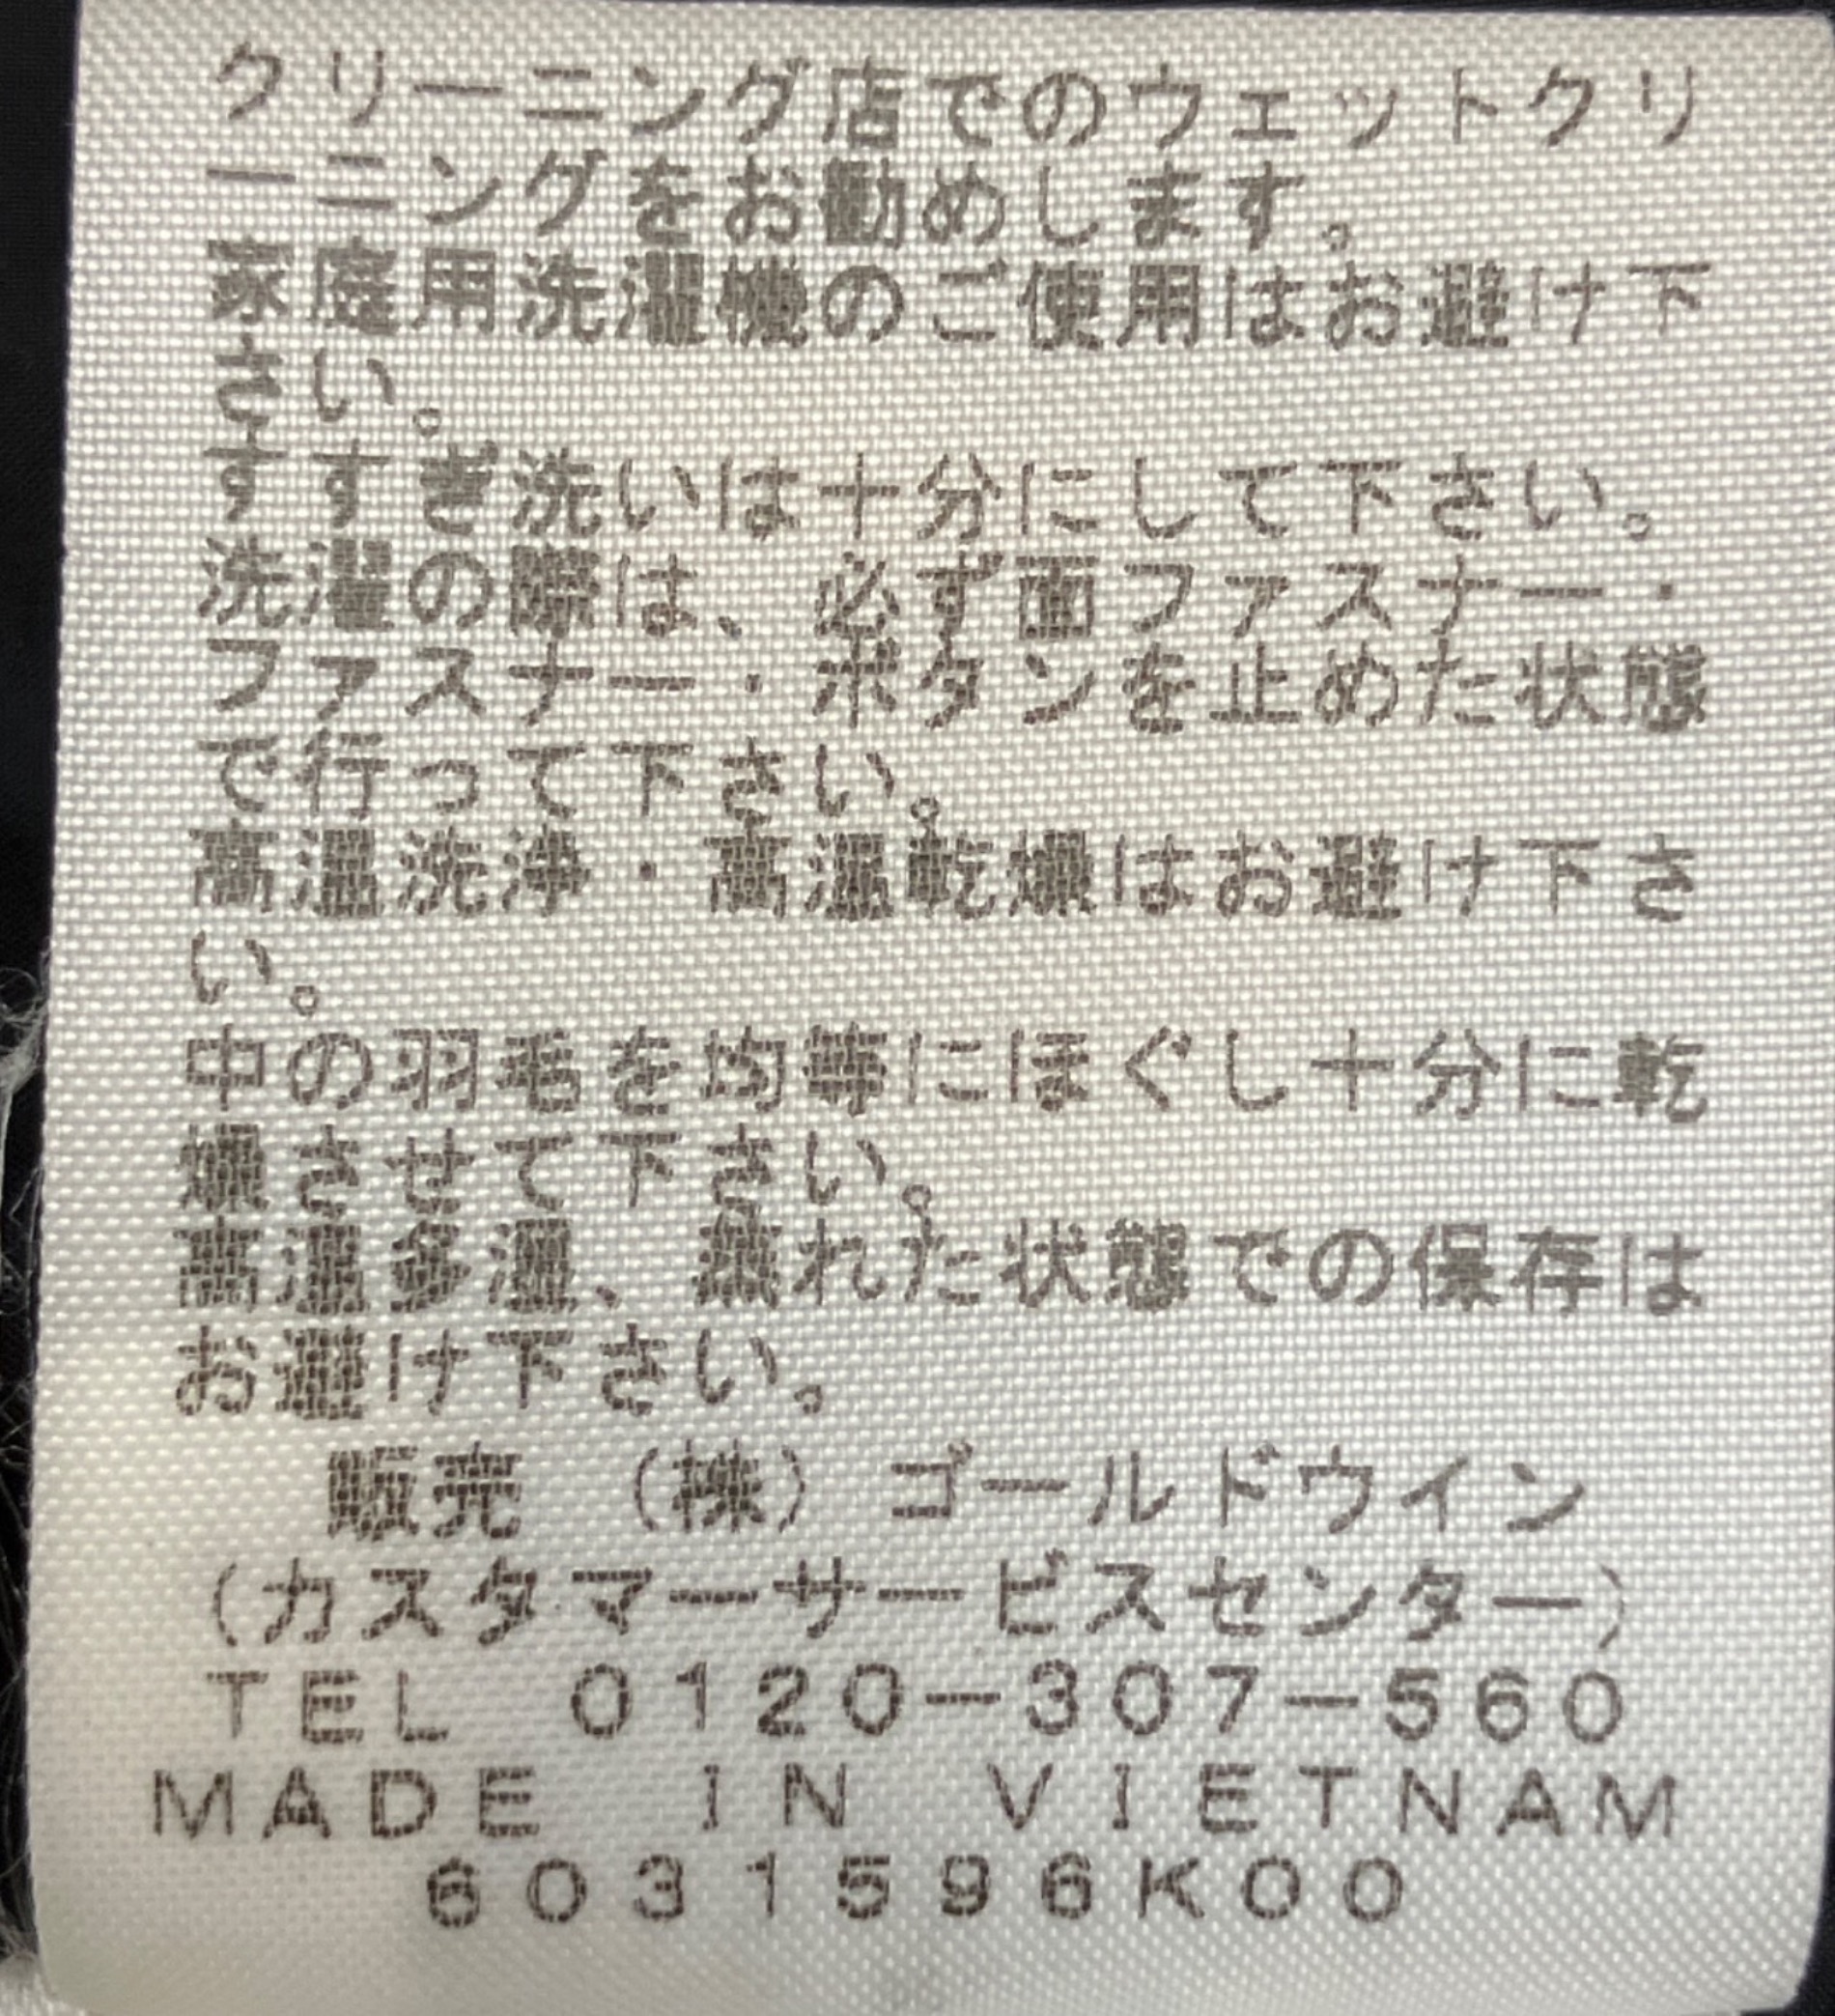 クリーニング店でのウェットクリ
ーニングをお勧めします。
家庭用洗濯機のご使用はお避け下
さい。
すすぎ洗いは十分にして下さい。
洗濯の際は、必ず面ファスナー・
ファスナー・ボタンを止めた状態
で行って下さい。
高温洗浄・高温乾燥はお避け下さ
い。
中の羽毛を均等にほぐし十分に乾
燥させて下さい。
高温多湿、蒸れた状態での保存は
お避け下さい。
販売 (株) ゴールドウイン
(カスタマーサービスセンター)
TEL 0120-307-560
MADE IN VIETNAM
6031596K00